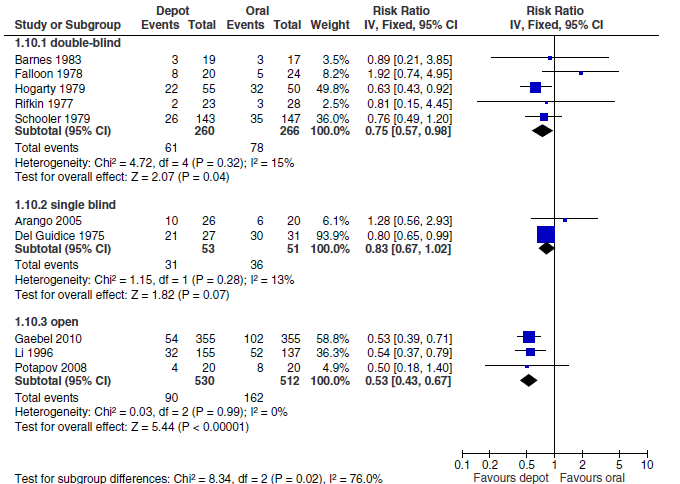 Depot Oral Risk Ratio Risk Ratio
Study or Subgroup Events Total Events Total Weight IV, Fixed, 95% CI IV, Fixed, 95% CI
1.10.1 double-blind
Barnes 1983 3 19 3 17 3.5% 0.89 [0.21, 3.85]
Falloon 1978 8 20 5 24 8.2% 1.92 [0.74, 4.95]
Hogarty 1979 22 55 32 50 49.8% 0.63 [0.43, 0.92]
Rifkin 1977 2 23 3 28 2.5% 0.81 [0.15, 4.45]
Schooler 1979 26 143 35 147 36.0% 0.76 [0.49, 1.20]
Subtotal (95% CI) 260 266 100.0% 0.75 [0.57, 0.98]
Total events 61 78
Heterogeneity: Chi² = 4.72, df = 4 (P = 0.32); I² = 15%
Test for overall effect: Z = 2.07 (P = 0.04)
1.10.2 single blind
Arango 2005 10 26 6 20 6.1% 1.28 [0.56, 2.93]
Del Guidice 1975 21 27 30 31 93.9% 0.80 [0.65, 0.99]
Subtotal (95% CI) 53 51 100.0% 0.83 [0.67, 1.02]
Total events 31 36
Heterogeneity: Chi² = 1.15, df = 1 (P = 0.28); I² = 13%
Test for overall effect: Z = 1.82 (P = 0.07)
1.10.3 open
Gaebel 2010 54 355 102 355 58.8% 0.53 [0.39, 0.71]
Li 1996 32 155 52 137 36.3% 0.54 [0.37, 0.79]
Potapov 2008 4 20 8 20 4.9% 0.50 [0.18, 1.40]
Subtotal (95% CI) 530 512 100.0% 0.53 [0.43, 0.67]
Total events 90 162
Heterogeneity: Chi² = 0.03, df = 2 (P = 0.99); I² = 0%
Test for overall effect: Z = 5.44 (P < 0.00001)
0.1 0.2 0.5 1 2 5 10
Favours depot Favours oral
Test for subgroup differences: Chi² = 8.34, df = 2 (P = 0.02), I² = 76.0%